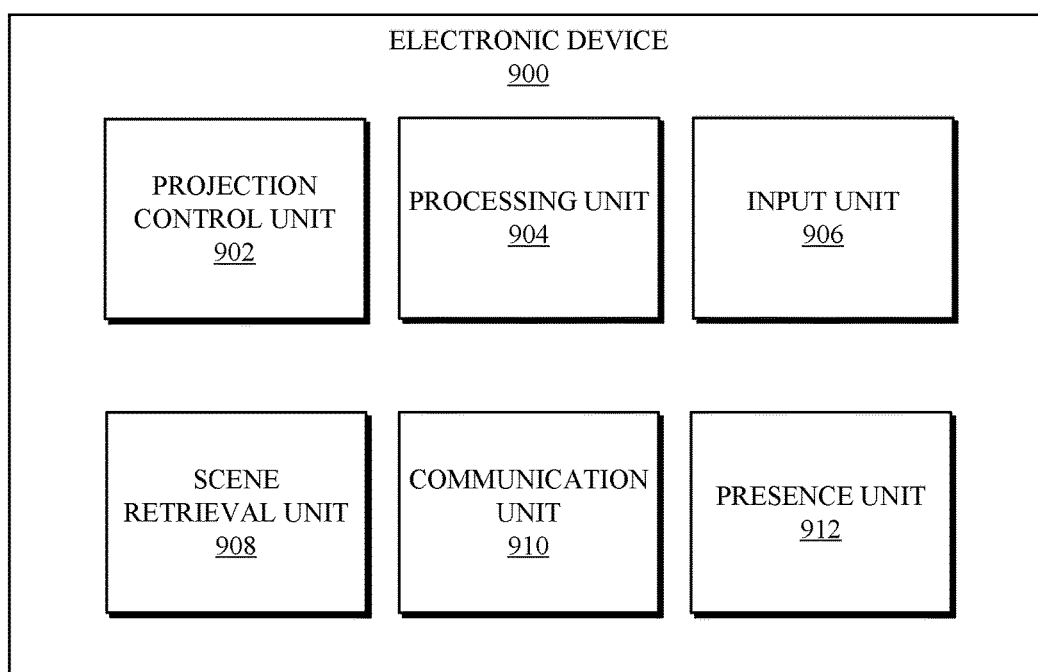 ELECTRONIC DEVICE
900
PROJECTION
CONTROL UNIT
902
PROCESSING UNIT
904
INPUT UNIT
906
SCENE
RETRIEVAL UNIT
908
COMMUNICATION
UNIT
910
PRESENCE UNIT
912